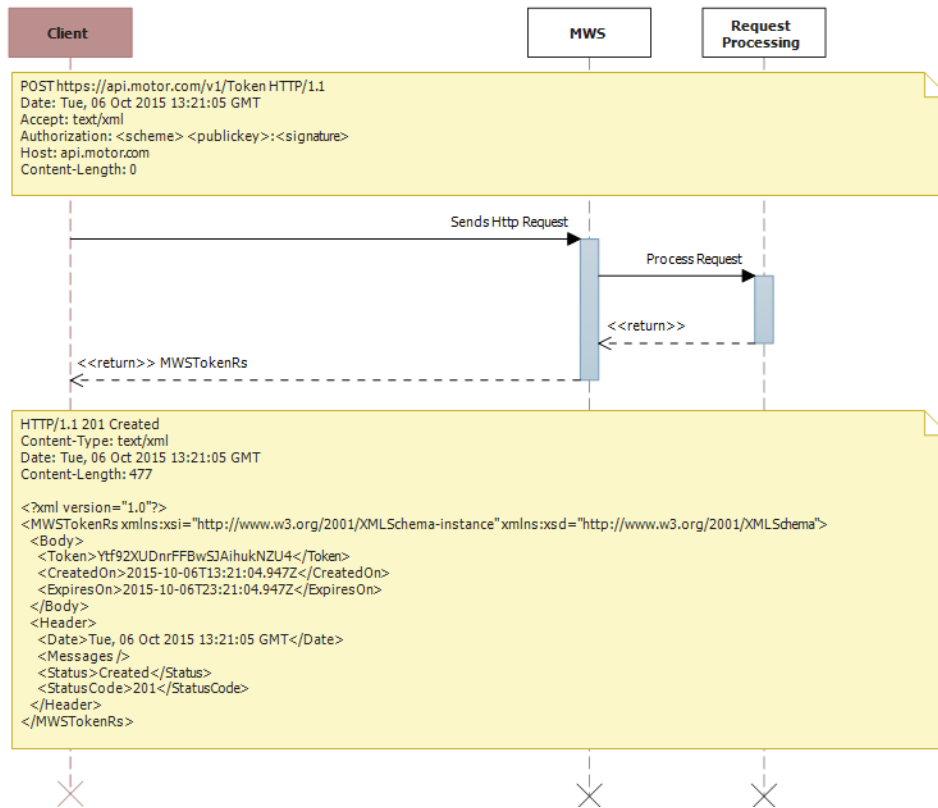 Client
MWS
Request
Processing
POST https://api.motor.com/v1/Token HTTP/1.1
Date: Tue, 06 Oct 2015 13:21:05 GMT
Accept: text/xml
Authorization: <scheme> <publickey>:<signature>
Host: api.motor.com
Content-Length: 0
Sends Http Request
Process Request
<<return>>
<<return>> MWSTokenRs
HTTP/1.1 201 Created
Content-Type: text/xml
Date: Tue, 06 Oct 2015 13:21:05 GMT
Content-Length: 477
<?xml version="1.0"?>
<MWSTokenRs xmlns:xsi="http://www.w3.org/2001/XMLSchema-instance" xmlns:xsd="http://www.w3.org/2001/XMLSchema">
<Body>
<Token>Ytf92XUDnrFFBwSJAihukNZU4</Token>
<CreatedOn>2015-10-06T13:21:04.947Z</CreatedOn>
<ExpiresOn>2015-10-06T23:21:04.947Z</ExpiresOn>
</Body>
<Header>
<Date>Tue, 06 Oct 2015 13:21:05 GMT</Date>
<Messages />
<Status>Created</Status>
<StatusCode>201</StatusCode>
</Header>
</MWSTokenRs>